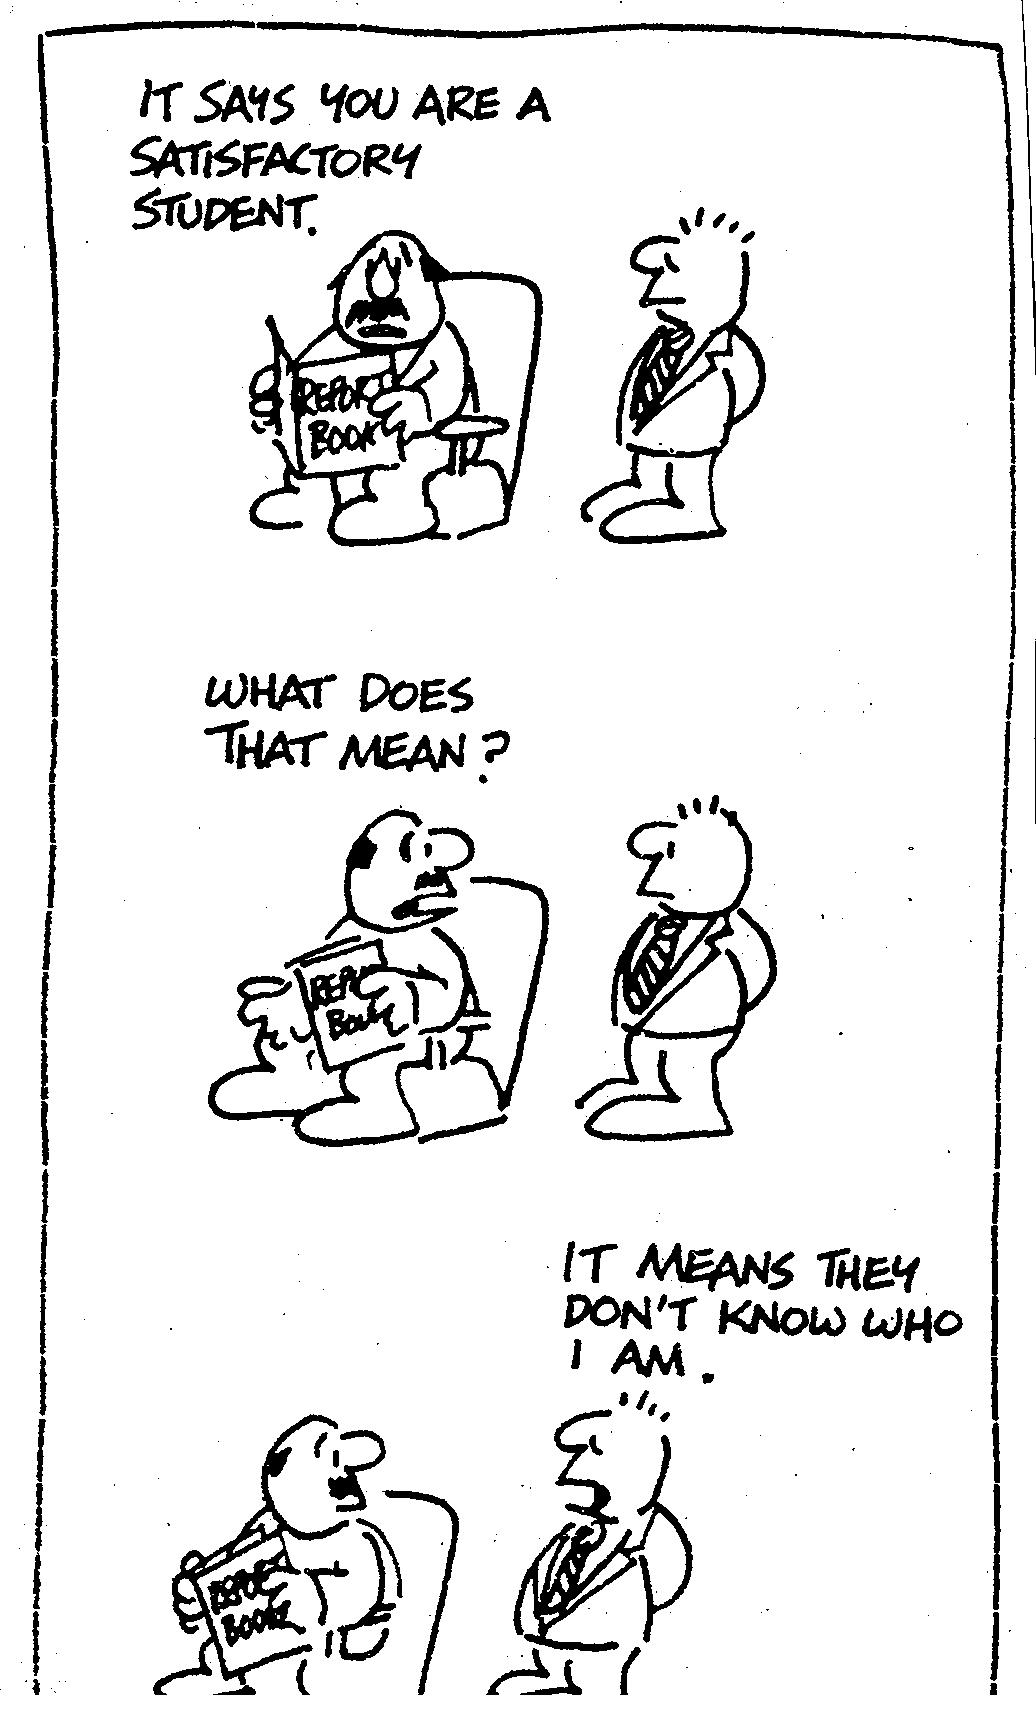 IT SAYS YOU ARE A
SATISFACTORY
STUDENT.
REPORT
BOOK
WHAT DOES
THAT MEAN?
IT MEANS THEY
DON'T KNOW WHO
I AM.